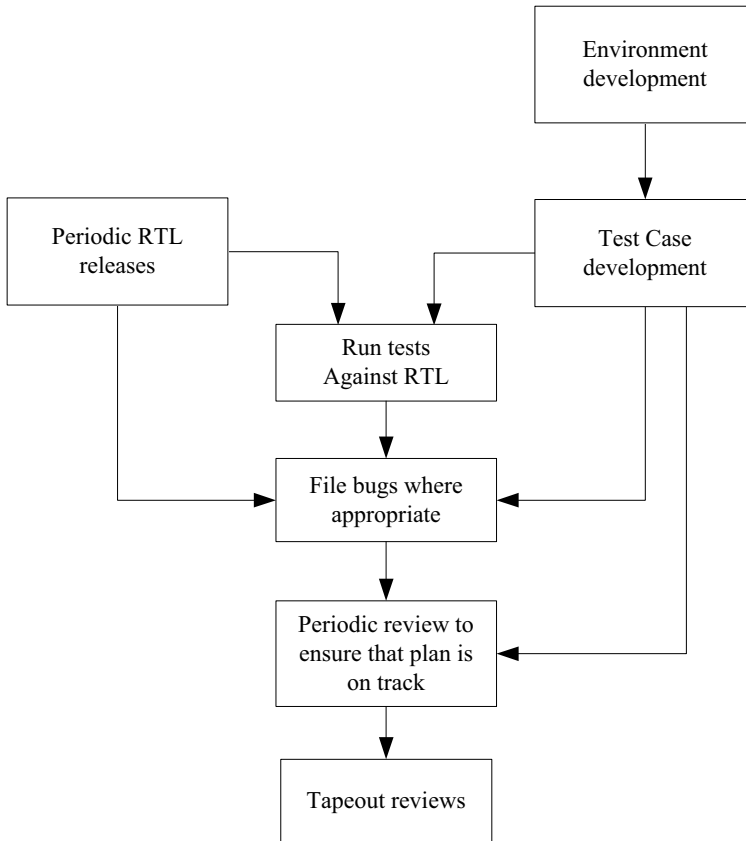 Environment
development
Periodic RTL
releases
Test Case
development
Run tests
Against RTL
File bugs where
appropriate
Periodic review to
ensure that plan is
on track
Tapeout reviews